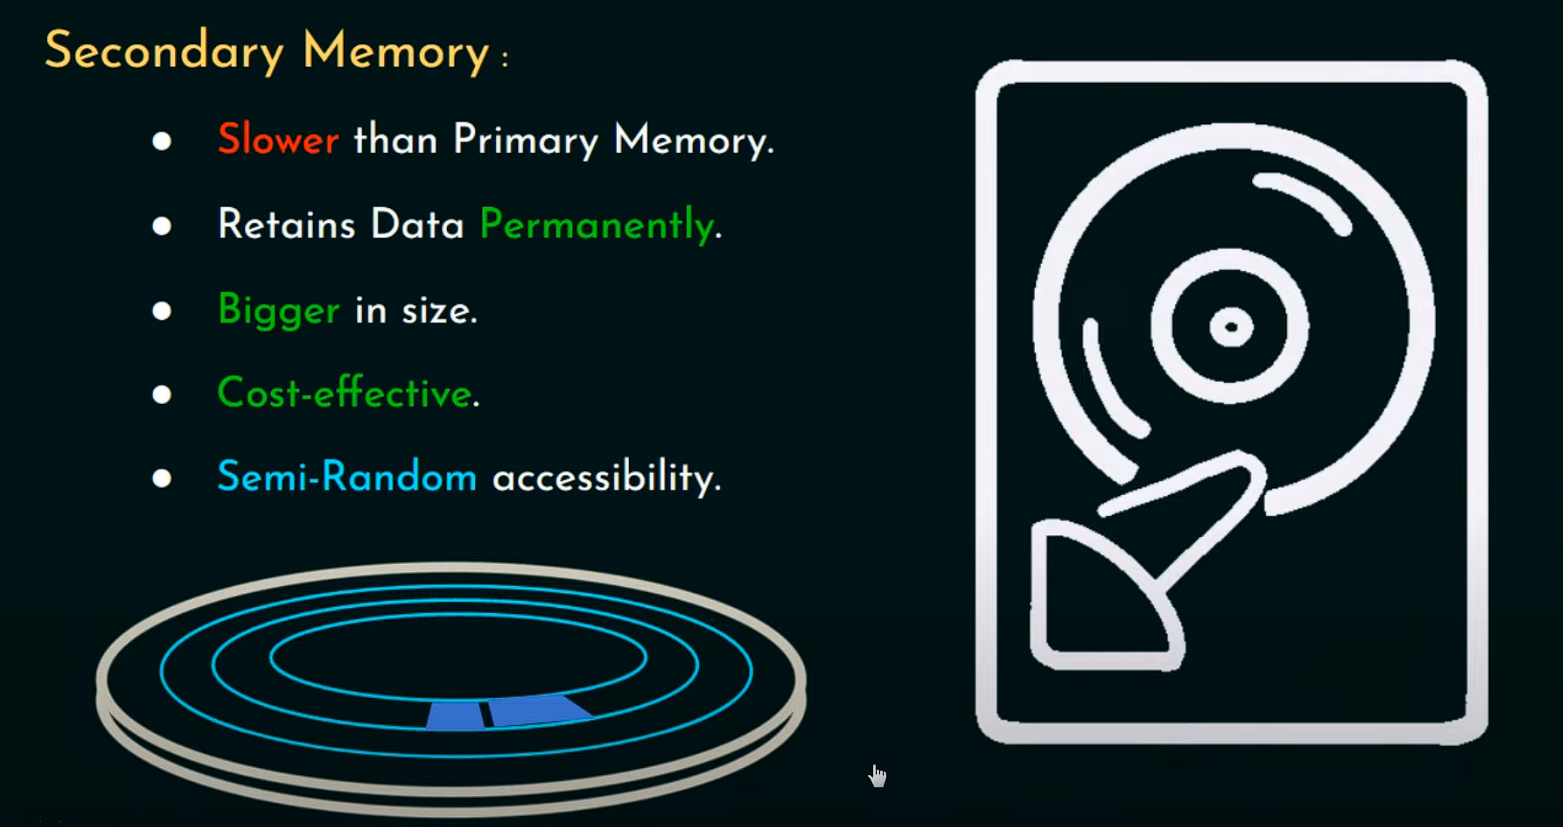 Secondary Memory :
● Slower than Primary Memory.
● Retains Data Permanently.
● Bigger in size.
● Cost-effective.
● Semi-Random accessibility.